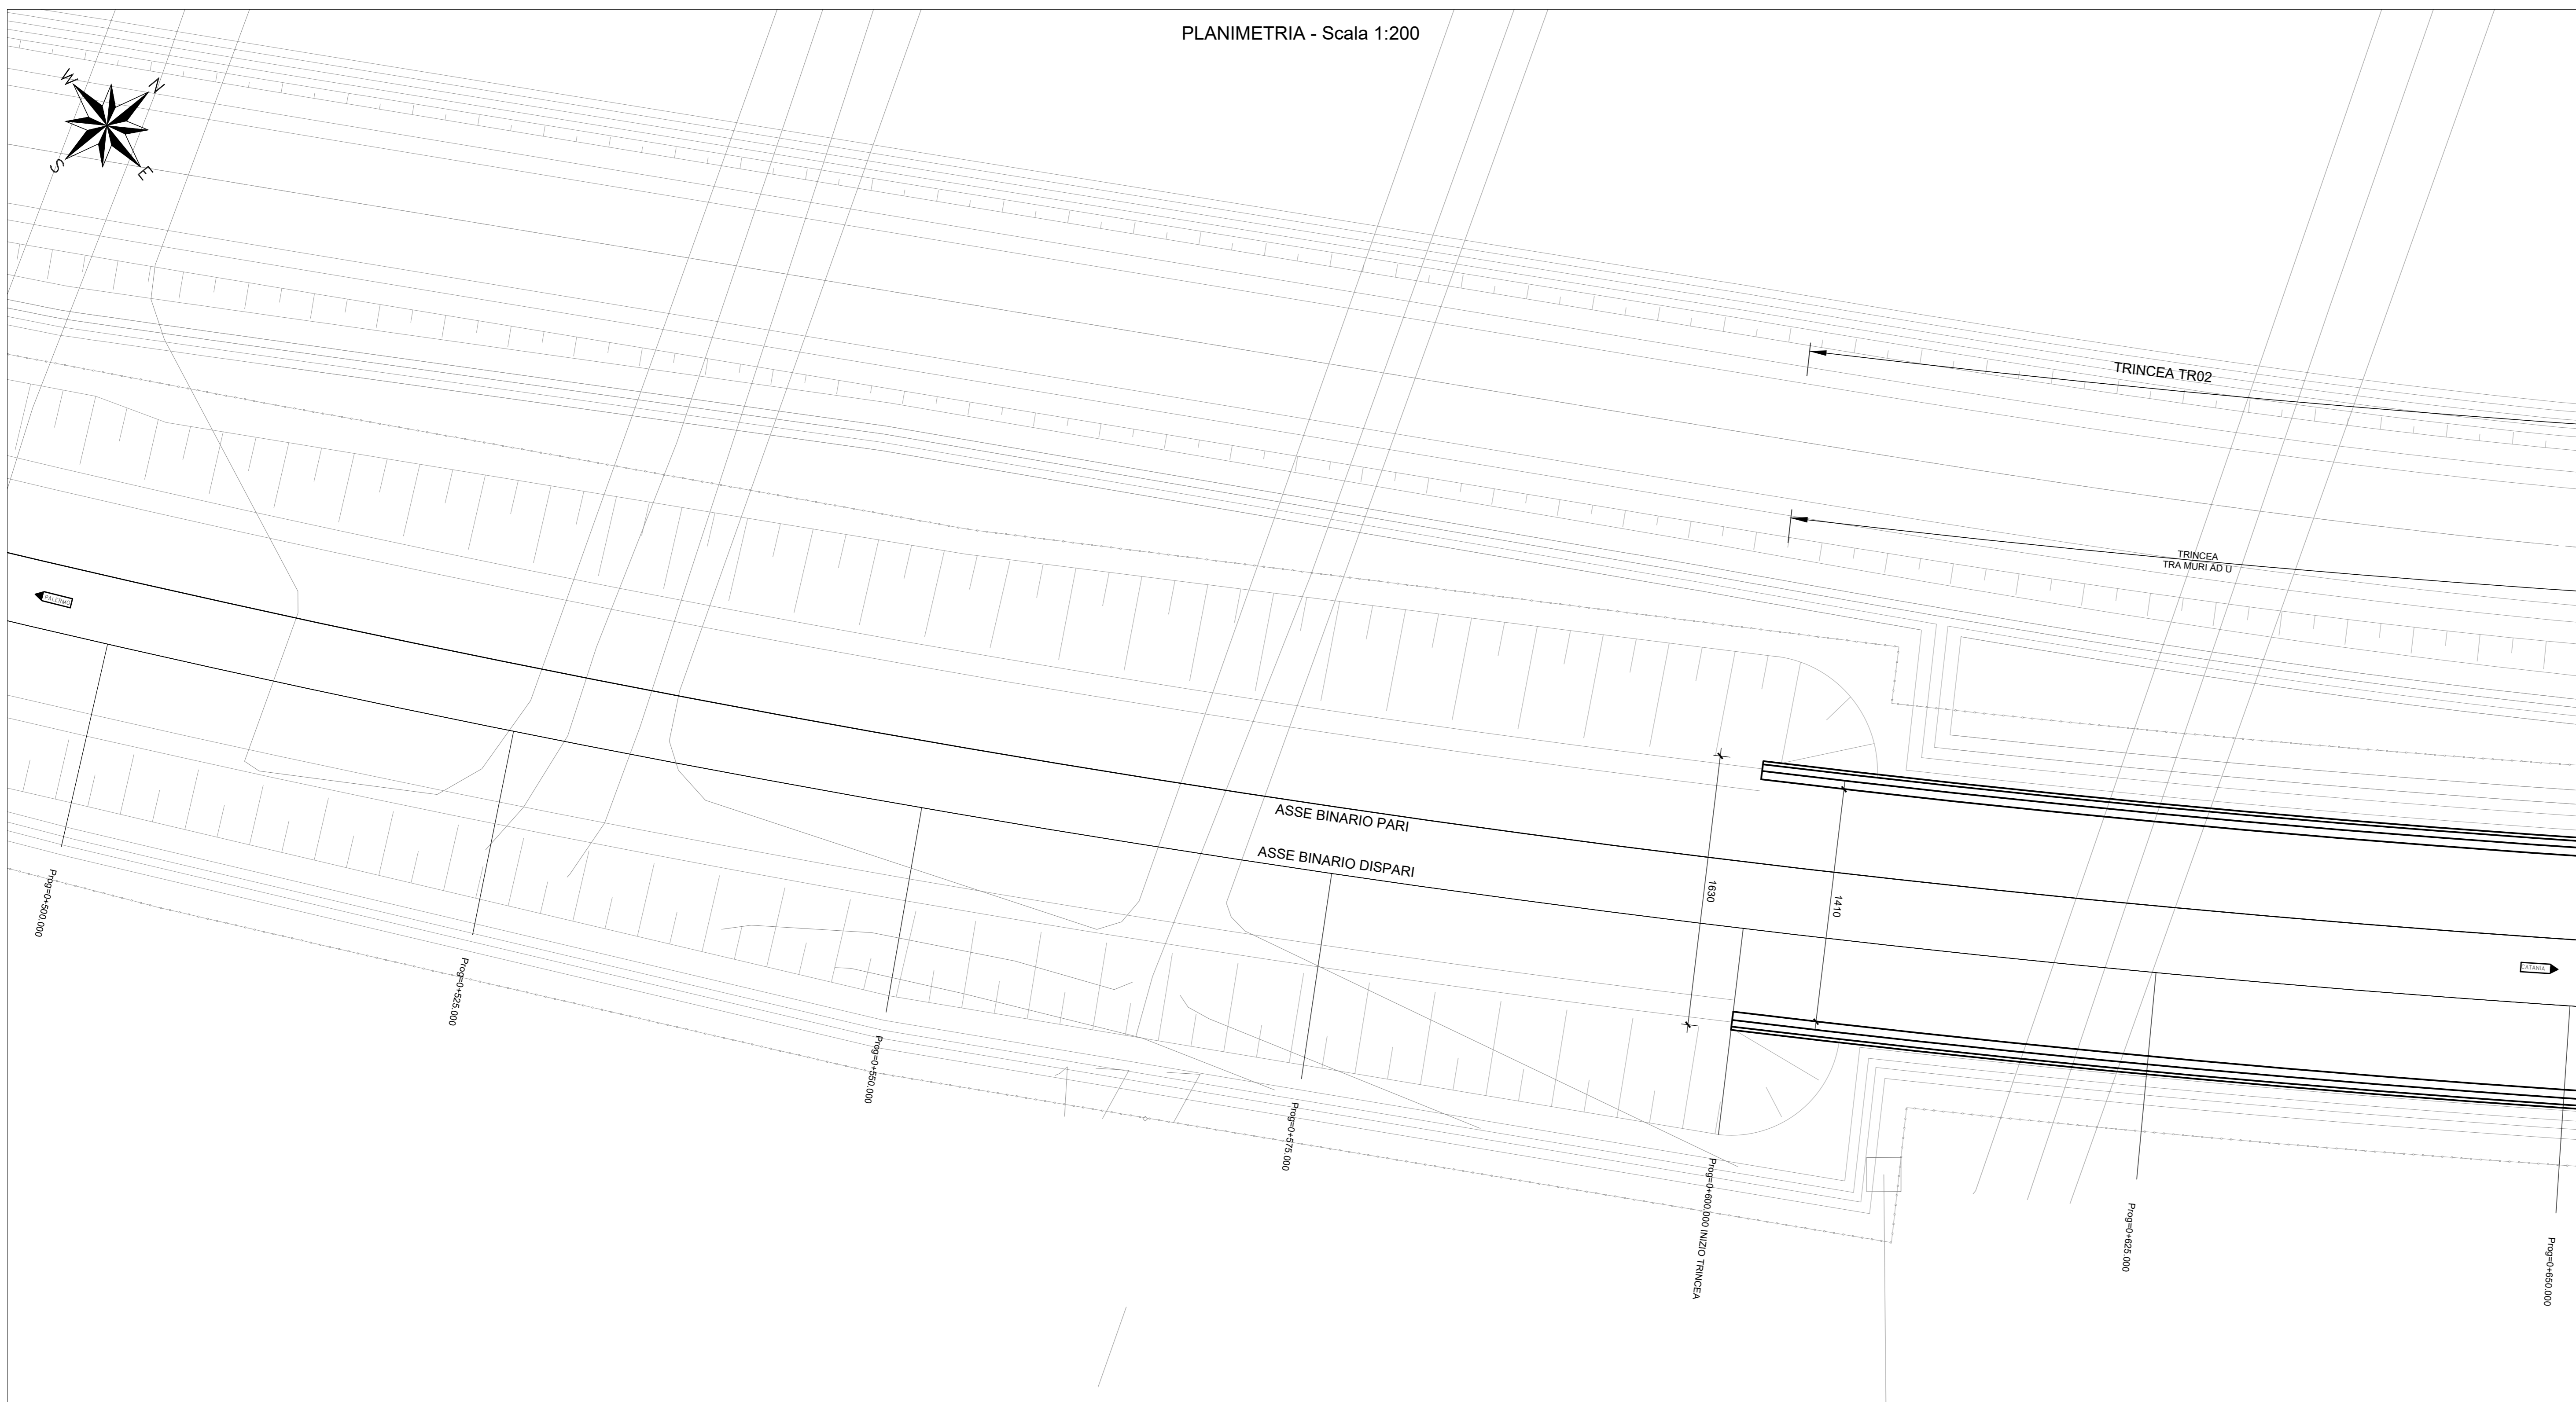 PLANIMETRIA - Scala 1:200
W
N
S
E
TRINCEA TR02
TRINCEA
TRA MURI AD U
PALERMO
ASSE BINARIO PARI
ASSE BINARIO DISPARI
1630
1410
CATANIA
Prog=0+500.000
Prog=0+525.000
Prog=0+550.000
Prog=0+575.000
Prog=0+600.000 INIZIO TRINCEA
Prog=0+625.000
Prog=0+650.000